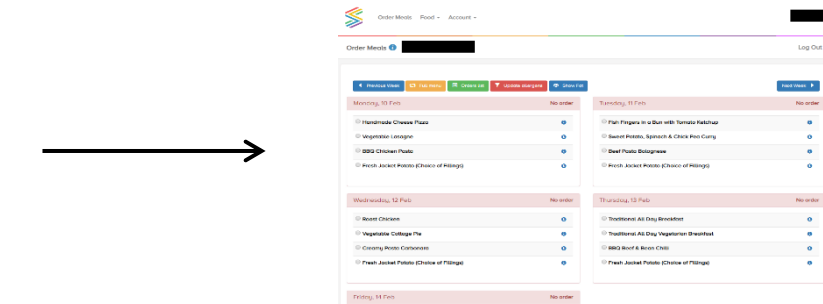 Order Meals Food Account
Order Meals Log Out
Previous Week Full Menu Create list Update allergens Show Full Next Week
Monday, 10 Feb No order
Handmade Cheese Pizza
Vegetable Lasagne
BBQ Chicken Pasta
Fresh Jacket Potato (Choice of Fillings)
Tuesday, 11 Feb No order
Fish Fingers in a Bun with Tomato Ketchup
Sweet Potato, Spinach & Chick Pea Curry
Beef Pasta Bolognese
Fresh Jacket Potato (Choice of Fillings)
Wednesday, 12 Feb No order
Roast Chicken
Vegetable Cottage Pie
Creamy Pasta Carbonara
Fresh Jacket Potato (Choice of Fillings)
Thursday, 13 Feb No order
Traditional All Day Breakfast
Traditional All Day Vegetarian Breakfast
BBQ Beef & Bean Chilli
Fresh Jacket Potato (Choice of Fillings)
Friday, 14 Feb No order